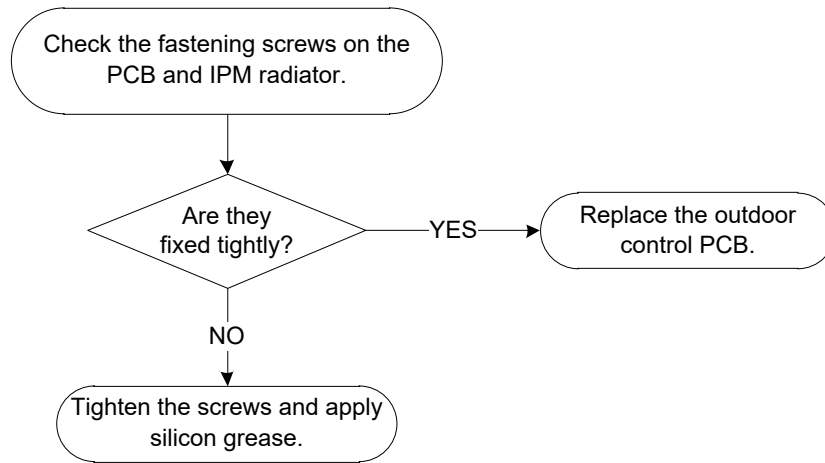 Check the fastening screws on the
PCB and IPM radiator.
Are they
fixed tightly?
YES
Replace the outdoor
control PCB.
NO
Tighten the screws and apply
silicon grease.